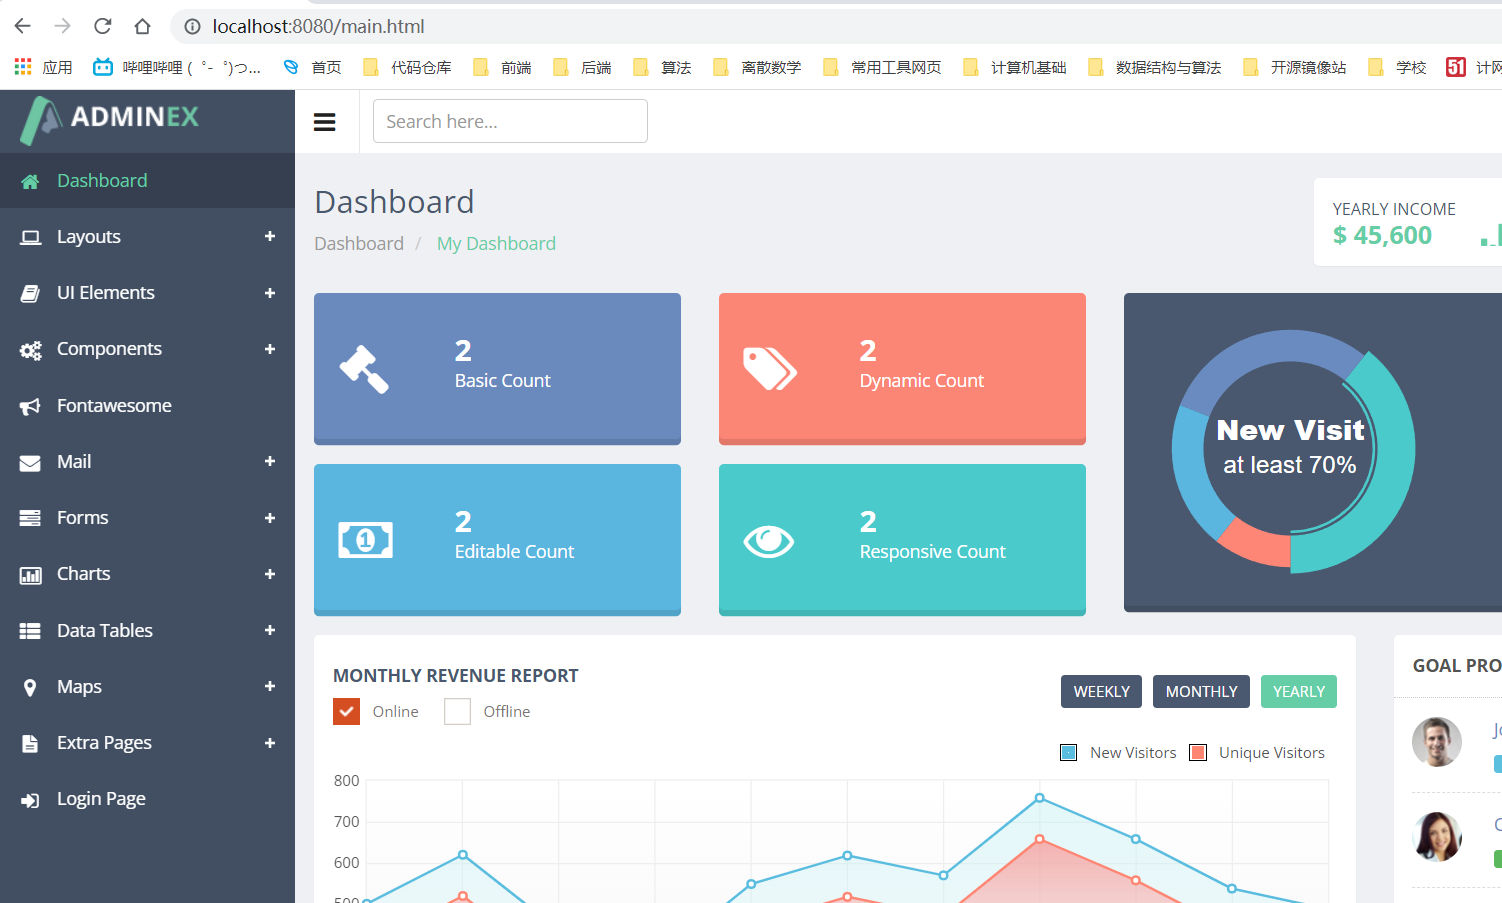 localhost:8080/main.html
应用 哔哩哔哩 (゜-゜)つ... 首页 代码仓库 前端 后端 算法 离散数学 常用工具网页 计算机基础 数据结构与算法 开源镜像站 学校 51 计网
ADMINEX
Search here...
Dashboard
Layouts
UI Elements
Components
Fontawesome
Mail
Forms
Charts
Data Tables
Maps
Extra Pages
Login Page
Dashboard
Dashboard / My Dashboard
YEARLY INCOME
$ 45,600
2
Basic Count
2
Dynamic Count
2
Editable Count
2
Responsive Count
New Visit
at least 70%
MONTHLY REVENUE REPORT
Online Offline
WEEKLY MONTHLY YEARLY
New Visitors Unique Visitors
800
700
600
500
GOAL PRO